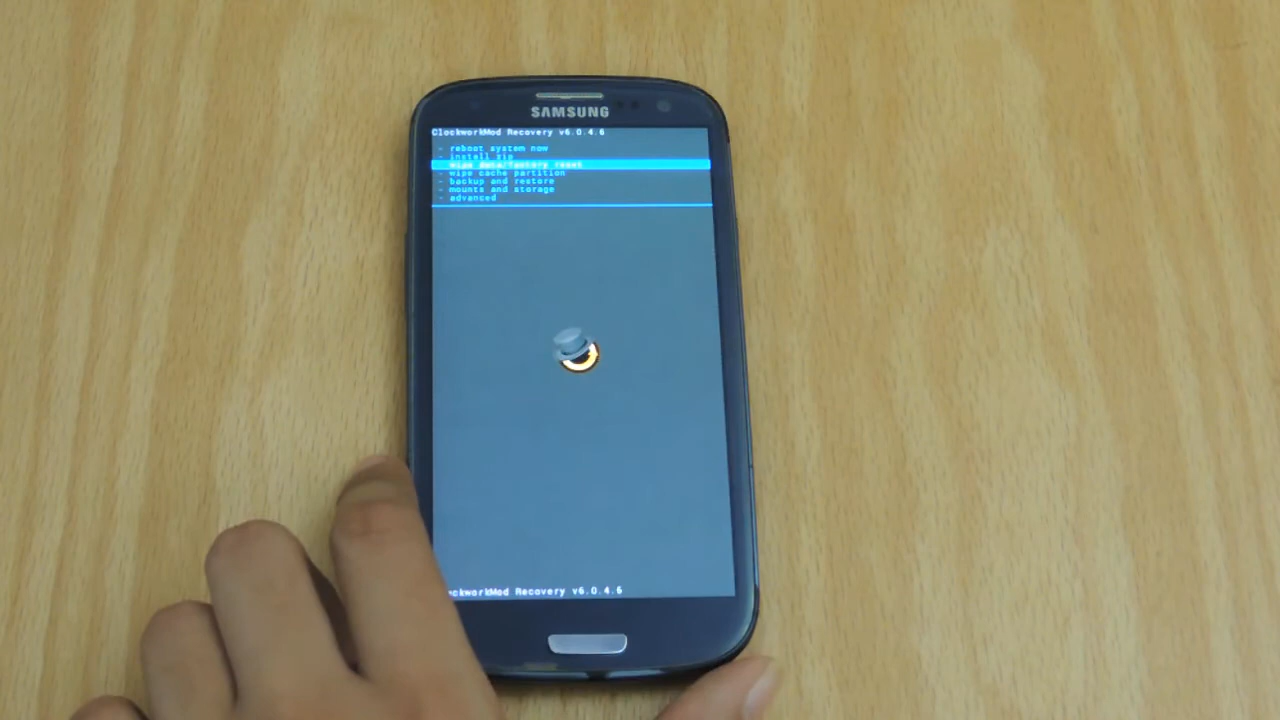 SAMSUNG
ClockworkMod Recovery v6.0.4.6
- reboot system now
- install zip
- wipe data/factory reset
- wipe cache partition
- backup and restore
- mounts and storage
- advanced
ckworkMod Recovery v6.0.4.6